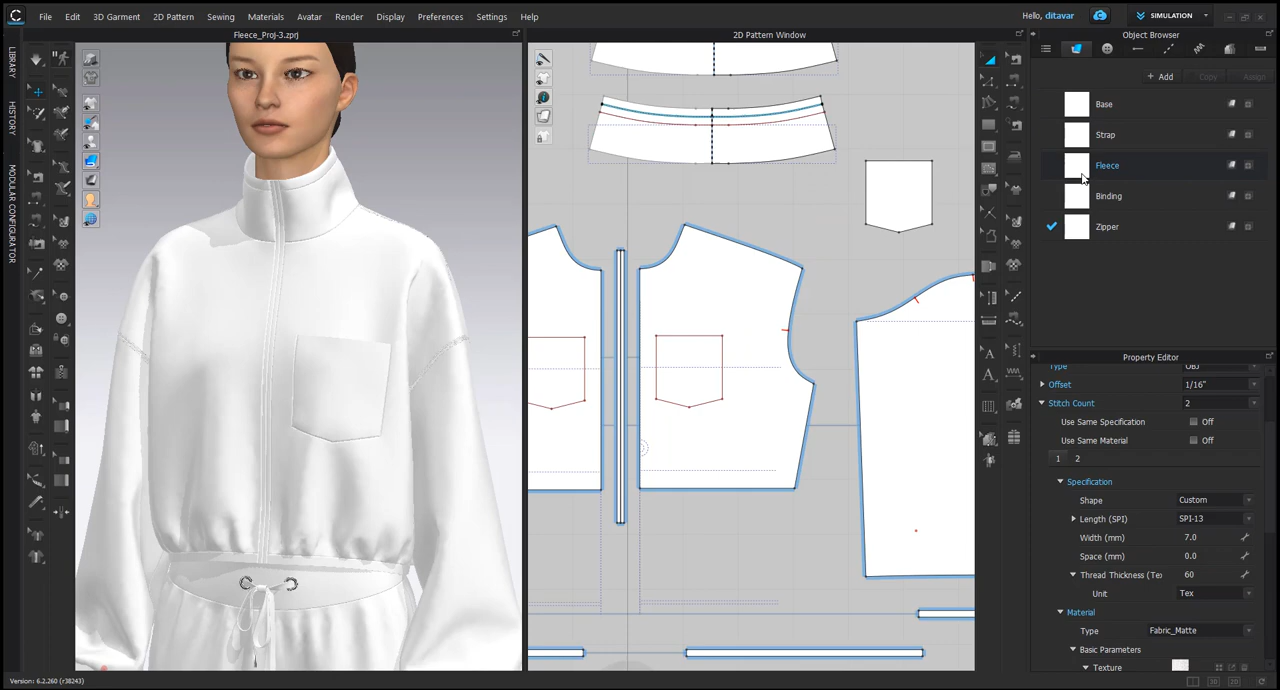 C File Edit 3D Garment 2D Pattern Sewing Materials Avatar Render Display Preferences Settings Help Hello, ditavar SIMULATION
LIBRARY
HISTORY
MODULAR CONFIGURATOR
Fleece_Proj-3.zprj
2D Pattern Window
A
A
Object Browser
+ Add Copy Assign
Base
Strap
Fleece
Binding
Zipper
Property Editor
Type OBJ
Offset 1/16"
Stitch Count 2
Use Same Specification Off
Use Same Material Off
1 2
Specification
Shape Custom
Length (SPI) SPI-13
Width (mm) 7.0
Space (mm) 0.0
Thread Thickness (Te 60
Unit Tex
Material
Type Fabric_Matte
Basic Parameters
Texture
Version: 6.2.260 (r38243)
3D 2D